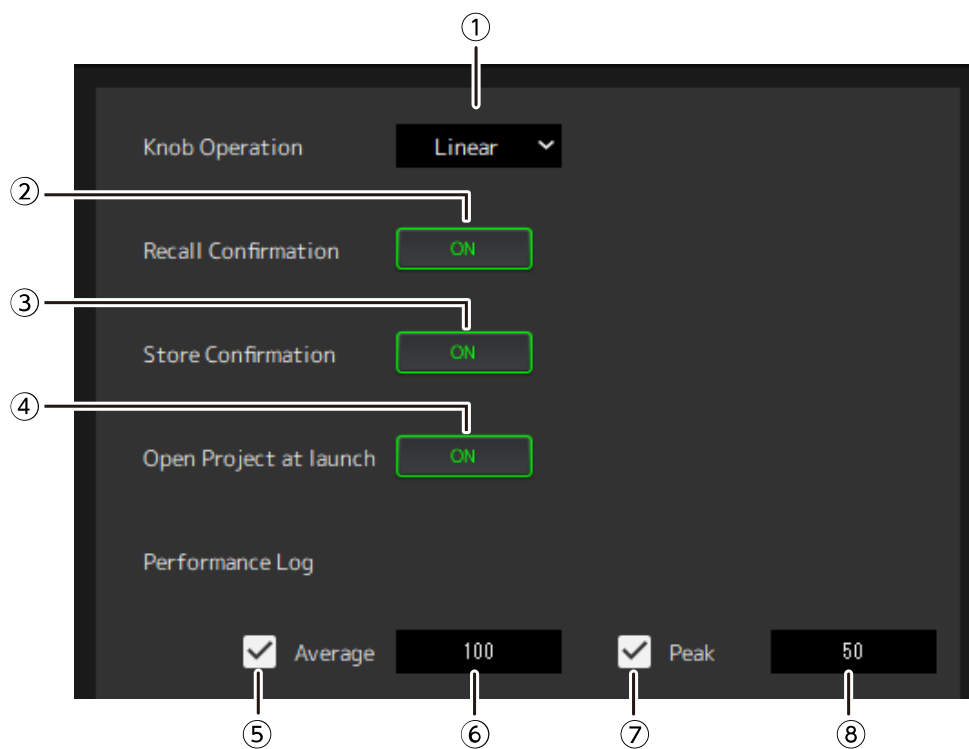 ①
Knob Operation Linear
②
Recall Confirmation ON
③
Store Confirmation ON
④
Open Project at launch ON
Performance Log
Average 100 Peak 50
⑤ ⑥ ⑦ ⑧